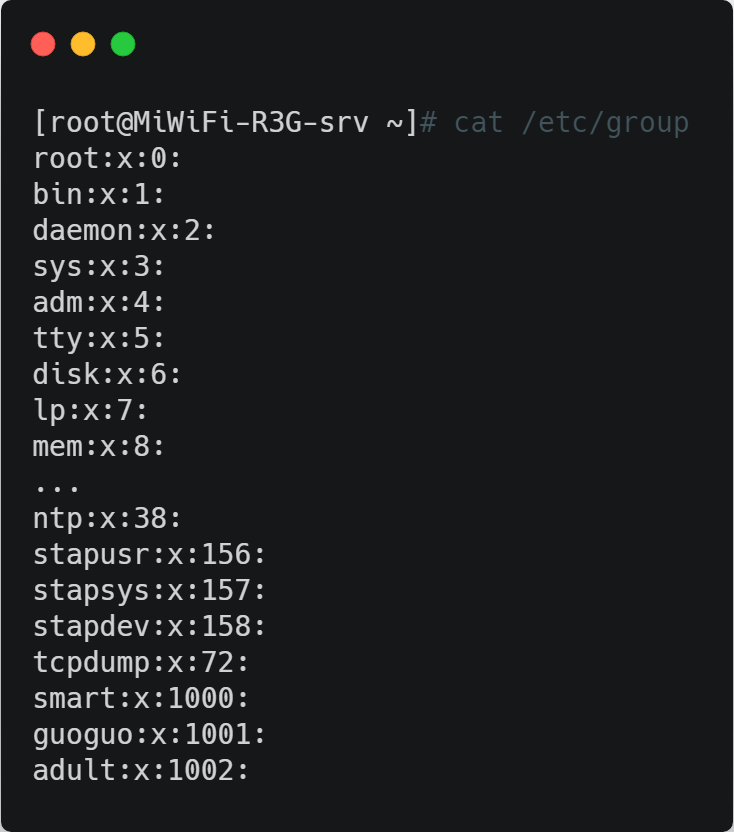 [root@MiWiFi-R3G-srv ~]# cat /etc/group
root:x:0:
bin:x:1:
daemon:x:2:
sys:x:3:
adm:x:4:
tty:x:5:
disk:x:6:
lp:x:7:
mem:x:8:
...
ntp:x:38:
stapusr:x:156:
stapsys:x:157:
stapdev:x:158:
tcpdump:x:72:
smart:x:1000:
guoguo:x:1001:
adult:x:1002: